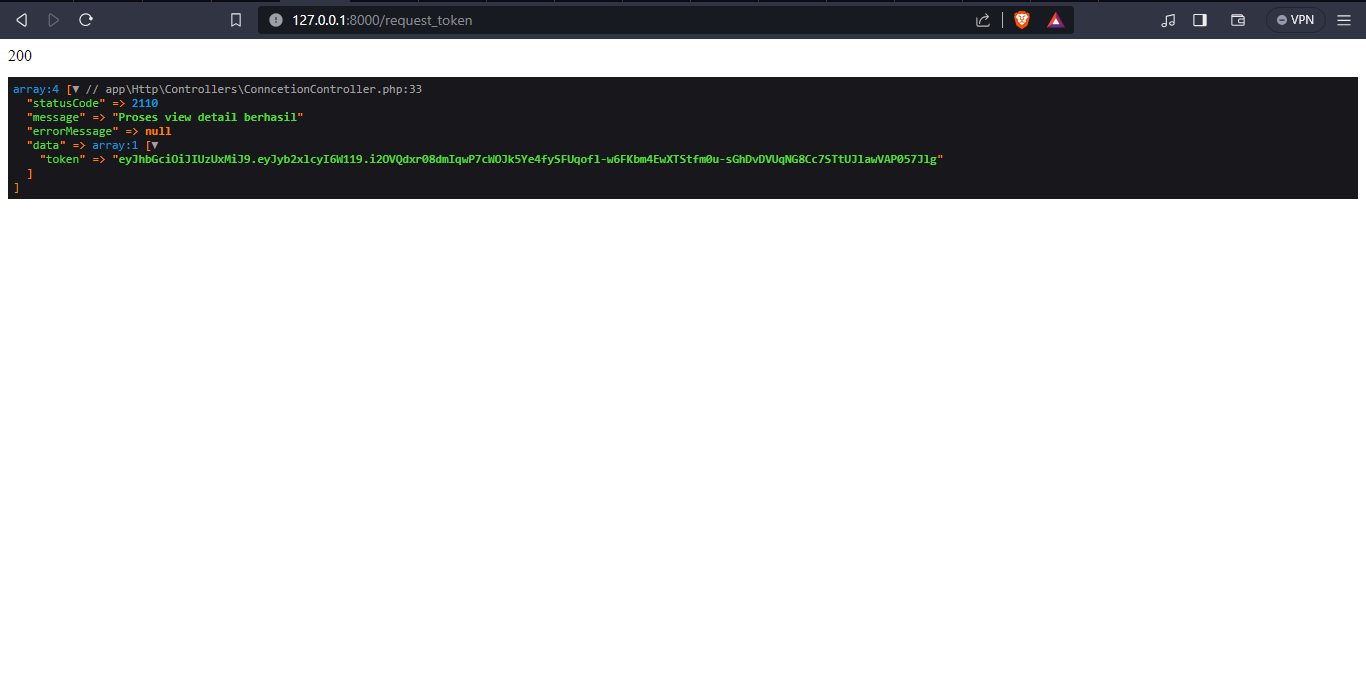 127.0.0.1:8000/request_token
VPN
200
array:4 [▼ // app\Http\Controllers\ConncetionController.php:33
"statusCode" => 2110
"message" => "Proses view detail berhasil"
"errorMessage" => null
"data" => array:1 [▼
"token" => "eyJhbGciOiJIUzUxMiJ9.eyJyb2xlcyI6W119.i2OVQdxr08dmIqwP7cWOJk5Ye4fySFUqofl-w6FKbm4EwXTStfm0u-sGhDvDVUqNG8Cc7STtUJlawVAP057Jlg"
]
]